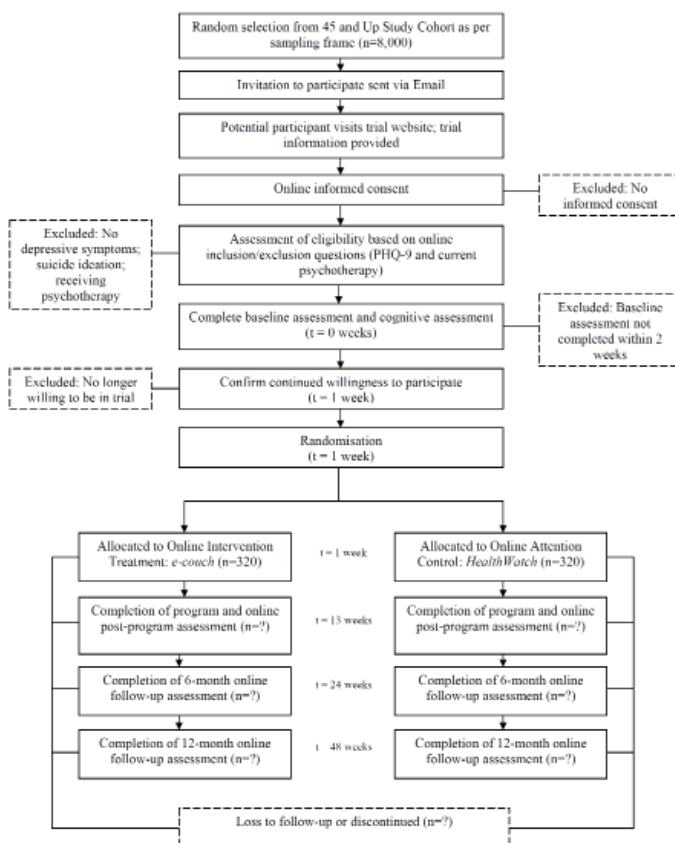 Random selection from 45 and Up Study Cohort as per
sampling frame (n=8,000)
Invitation to participate sent via Email
Potential participant visits trial website; trial
information provided
Online informed consent
Excluded: No
informed consent
Excluded: No
depressive symptoms;
suicide ideation;
receiving
psychotherapy
Assessment of eligibility based on online
inclusion/exclusion questions (PHQ-9 and current
psychotherapy)
Complete baseline assessment and cognitive assessment
(t = 0 weeks)
Excluded: Baseline
assessment not
completed within 2
weeks
Excluded: No longer
willing to be in trial
Confirm continued willingness to participate
(t = 1 week)
Randomisation
(t = 1 week)
Allocated to Online Intervention
Treatment: e-couch (n=320)
t = 1 week
Allocated to Online Attention
Control: HealthWatch (n=320)
Completion of program and online
post-program assessment (n=?)
t = 13 weeks
Completion of program and online
post-program assessment (n=?)
Completion of 6-month online
follow-up assessment (n=?)
t = 24 weeks
Completion of 6-month online
follow-up assessment (n=?)
Completion of 12-month online
follow-up assessment (n=?)
t 48 weeks
Completion of 12-month online
follow-up assessment (n=?)
Loss to follow-up or discontinued (n=?)